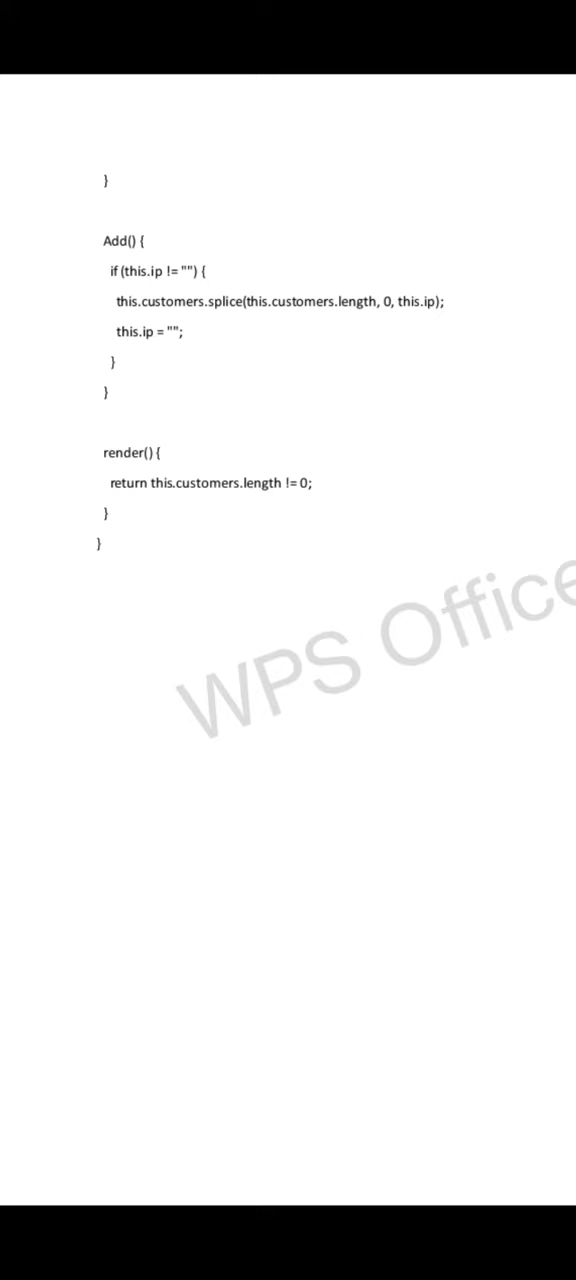 }
Add() {
if (this.ip != "") {
this.customers.splice(this.customers.length, 0, this.ip);
this.ip = "";
}
}
render() {
return this.customers.length != 0;
}
}
WPS Office